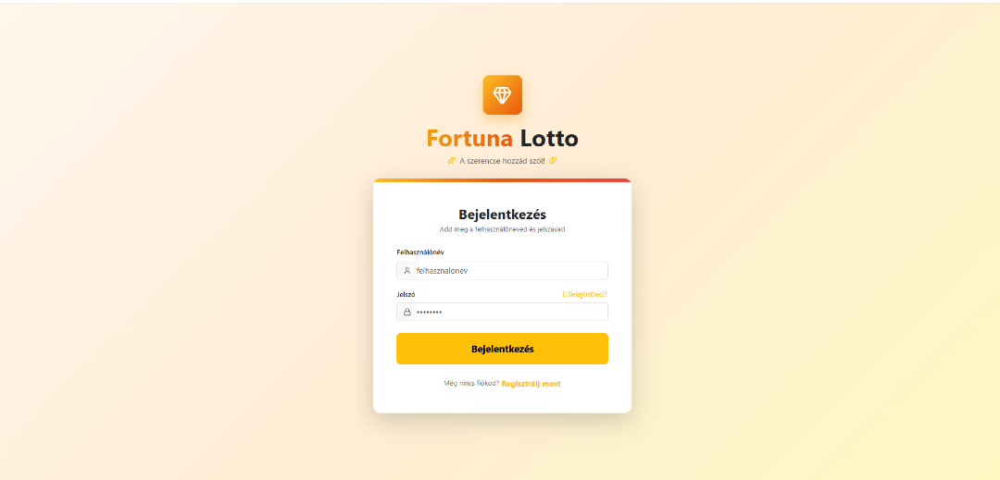 Fortuna Lotto
A szerencse hozzád szól!
Bejelentkezés
Add meg a felhasználóneved és jelszavad
Felhasználónév
felhasznalonev
Jelszó
Elfelejtetted?
••••••••
Bejelentkezés
Még nincs fiókod? Regisztrálj most